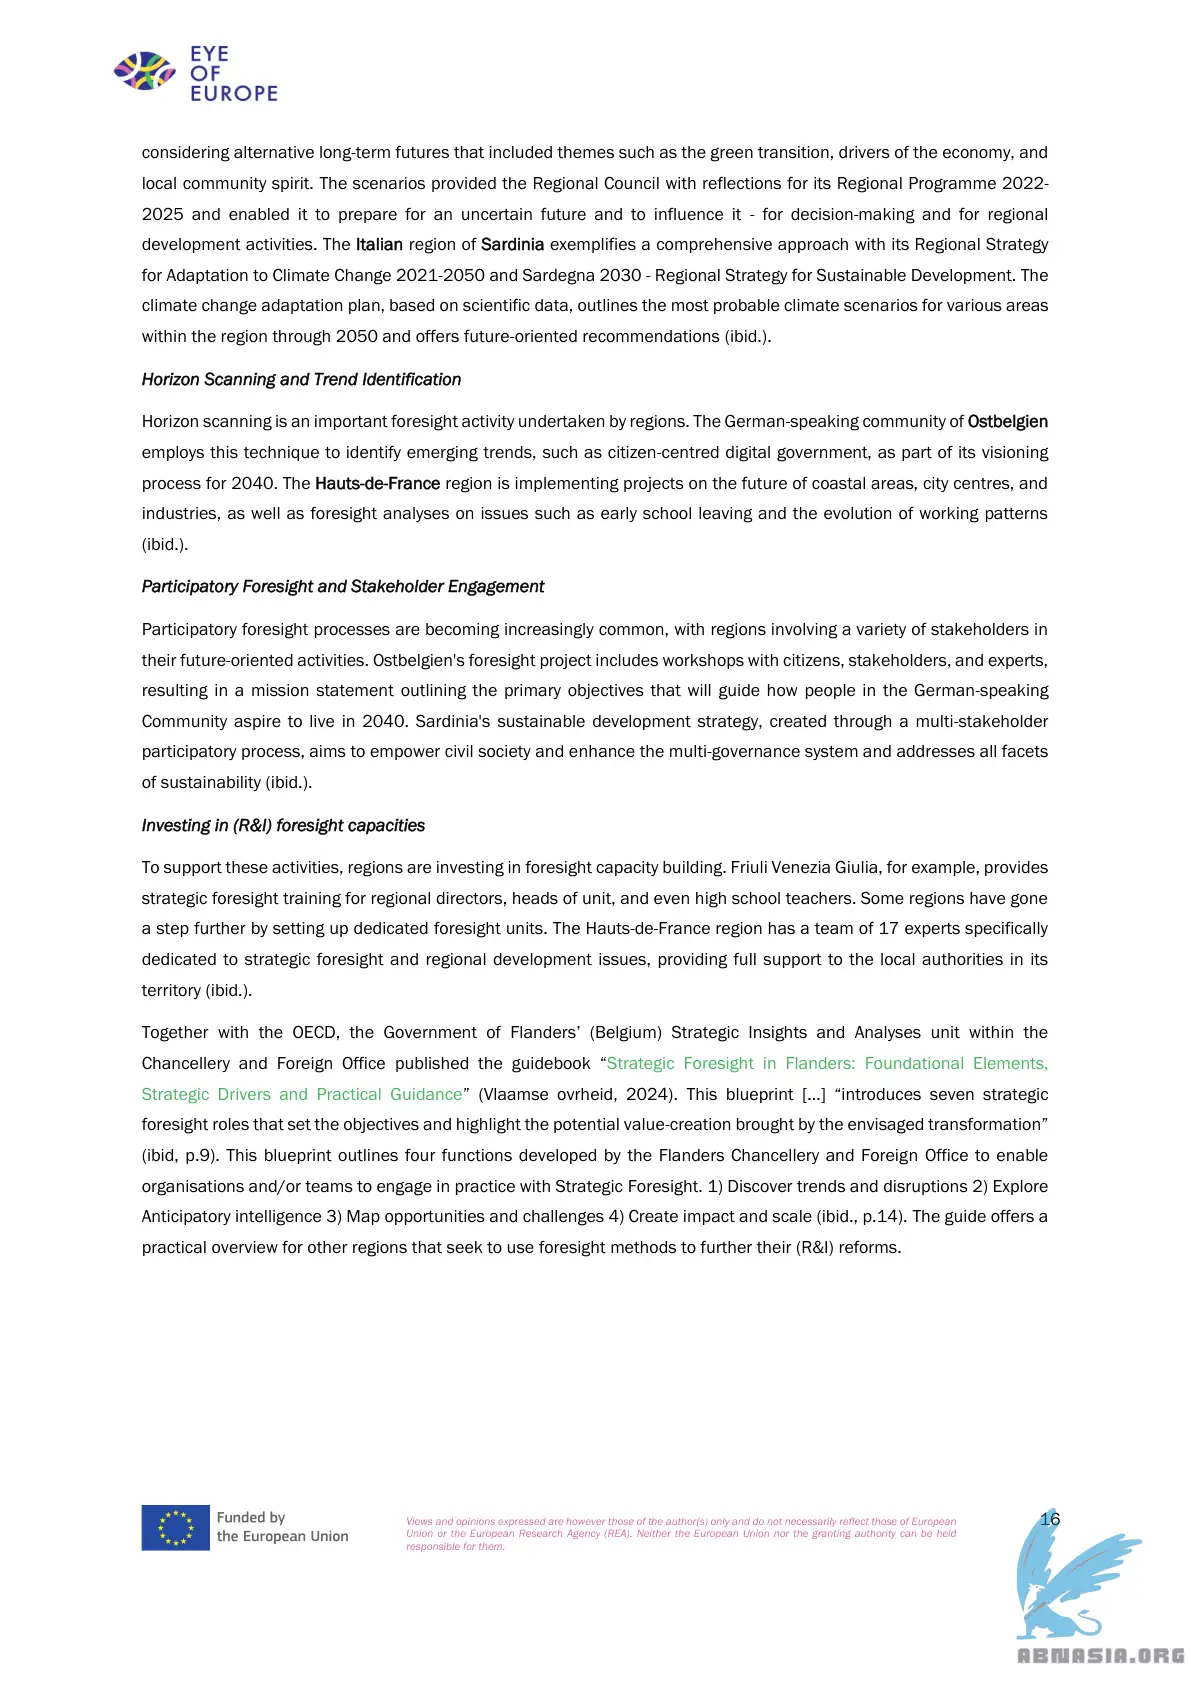 EYE
OF
EUROPE
considering alternative long-term futures that included themes such as the green transition, drivers of the economy, and
local community spirit. The scenarios provided the Regional Council with reflections for its Regional Programme 2022-
2025 and enabled it to prepare for an uncertain future and to influence it - for decision-making and for regional
development activities. The Italian region of Sardinia exemplifies a comprehensive approach with its Regional Strategy
for Adaptation to Climate Change 2021-2050 and Sardegna 2030 - Regional Strategy for Sustainable Development. The
climate change adaptation plan, based on scientific data, outlines the most probable climate scenarios for various areas
within the region through 2050 and offers future-oriented recommendations (ibid.).
Horizon Scanning and Trend Identification
Horizon scanning is an important foresight activity undertaken by regions. The German-speaking community of Ostbelgien
employs this technique to identify emerging trends, such as citizen-centred digital government, as part of its visioning
process for 2040. The Hauts-de-France region is implementing projects on the future of coastal areas, city centres, and
industries, as well as foresight analyses on issues such as early school leaving and the evolution of working patterns
(ibid.).
Participatory Foresight and Stakeholder Engagement
Participatory foresight processes are becoming increasingly common, with regions involving a variety of stakeholders in
their future-oriented activities. Ostbelgien's foresight project includes workshops with citizens, stakeholders, and experts,
resulting in a mission statement outlining the primary objectives that will guide how people in the German-speaking
Community aspire to live in 2040. Sardinia's sustainable development strategy, created through a multi-stakeholder
participatory process, aims to empower civil society and enhance the multi-governance system and addresses all facets
of sustainability (ibid.).
Investing in (R&I) foresight capacities
To support these activities, regions are investing in foresight capacity building. Friuli Venezia Giulia, for example, provides
strategic foresight training for regional directors, heads of unit, and even high school teachers. Some regions have gone
a step further by setting up dedicated foresight units. The Hauts-de-France region has a team of 17 experts specifically
dedicated to strategic foresight and regional development issues, providing full support to the local authorities in its
territory (ibid.).
Together with the OECD, the Government of Flanders’ (Belgium) Strategic Insights and Analyses unit within the
Chancellery and Foreign Office published the guidebook “Strategic Foresight in Flanders: Foundational Elements,
Strategic Drivers and Practical Guidance” (Vlaamse ovrheid, 2024). This blueprint [...] “introduces seven strategic
foresight roles that set the objectives and highlight the potential value-creation brought by the envisaged transformation”
(ibid, p.9). This blueprint outlines four functions developed by the Flanders Chancellery and Foreign Office to enable
organisations and/or teams to engage in practice with Strategic Foresight. 1) Discover trends and disruptions 2) Explore
Anticipatory intelligence 3) Map opportunities and challenges 4) Create impact and scale (ibid., p.14). The guide offers a
practical overview for other regions that seek to use foresight methods to further their (R&I) reforms.
Funded by
the European Union
Views and opinions expressed are however those of the author(s) only and do not necessarily reflect those of European
Union or the European Research Agency (REA). Neither the European Union nor the granting authority can be held
responsible for them.
16
ABNASIA.ORG